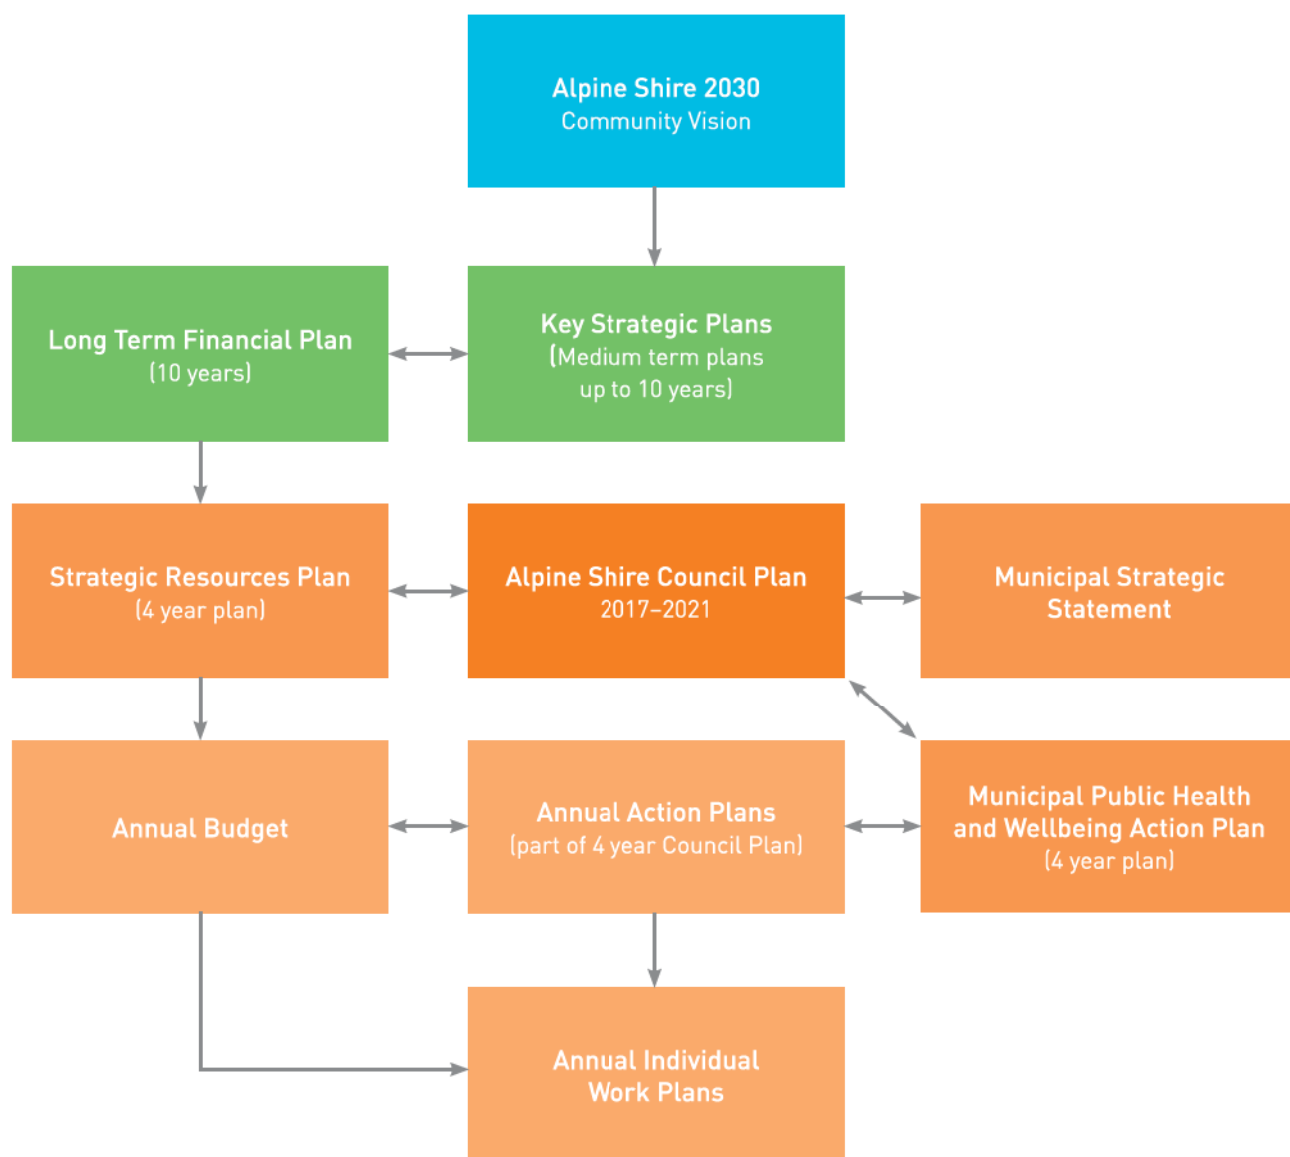 Alpine Shire 2030
Community Vision
Long Term Financial Plan
(10 years)
Key Strategic Plans
(Medium term plans
up to 10 years)
Strategic Resources Plan
(4 year plan)
Alpine Shire Council Plan
2017–2021
Municipal Strategic
Statement
Annual Budget
Annual Action Plans
(part of 4 year Council Plan)
Municipal Public Health
and Wellbeing Action Plan
(4 year plan)
Annual Individual
Work Plans